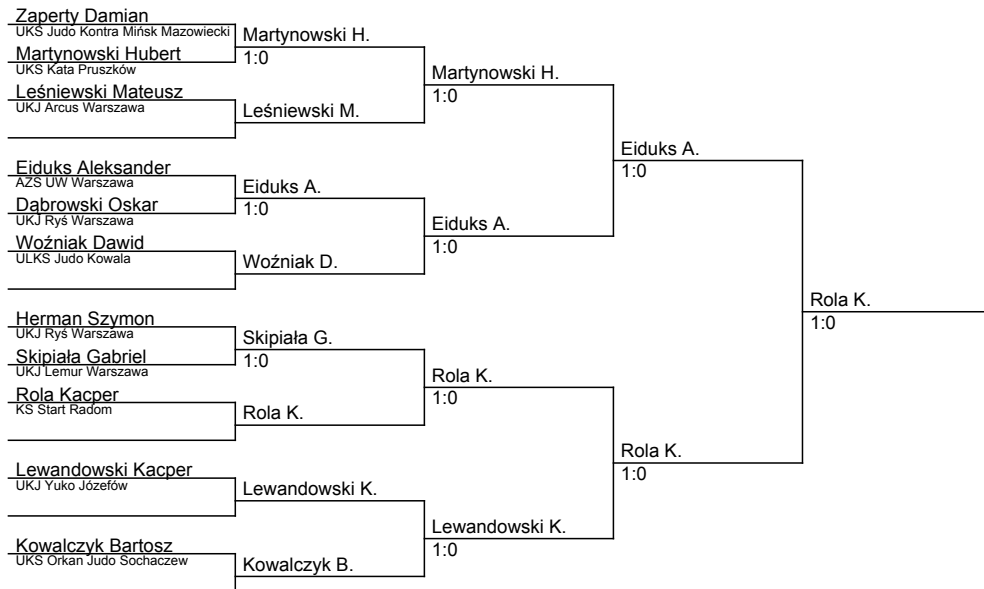 Zaperty Damian
UKS Judo Kontra Mińsk Mazowiecki
Martynowski H.
Martynowski Hubert
1:0
UKS Kata Pruszków
Martynowski H.
Leśniewski Mateusz
1:0
UKJ Arcus Warszawa
Leśniewski M.
Eiduks A.
Eiduks Aleksander
1:0
AZS UW Warszawa
Eiduks A.
Dąbrowski Oskar
1:0
UKJ Ryś Warszawa
Eiduks A.
Woźniak Dawid
1:0
ULKS Judo Kowala
Woźniak D.
Rola K.
Herman Szymon
1:0
UKJ Ryś Warszawa
Skipiała G.
Skipiała Gabriel
1:0
UKJ Lemur Warszawa
Rola K.
Rola Kacper
1:0
KS Start Radom
Rola K.
Rola K.
Lewandowski Kacper
1:0
UKJ Yuko Józefów
Lewandowski K.
Lewandowski K.
Kowalczyk Bartosz
1:0
UKS Orkan Judo Sochaczew
Kowalczyk B.